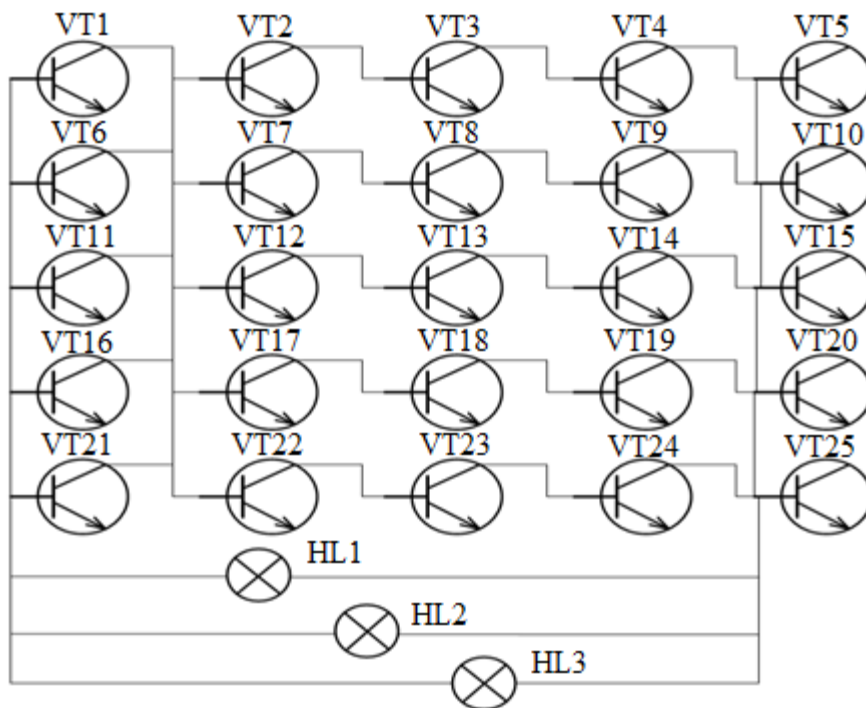 VT1 VT2 VT3 VT4 VT5
VT6 VT7 VT8 VT9 VT10
VT11 VT12 VT13 VT14 VT15
VT16 VT17 VT18 VT19 VT20
VT21 VT22 VT23 VT24 VT25
HL1
HL2
HL3